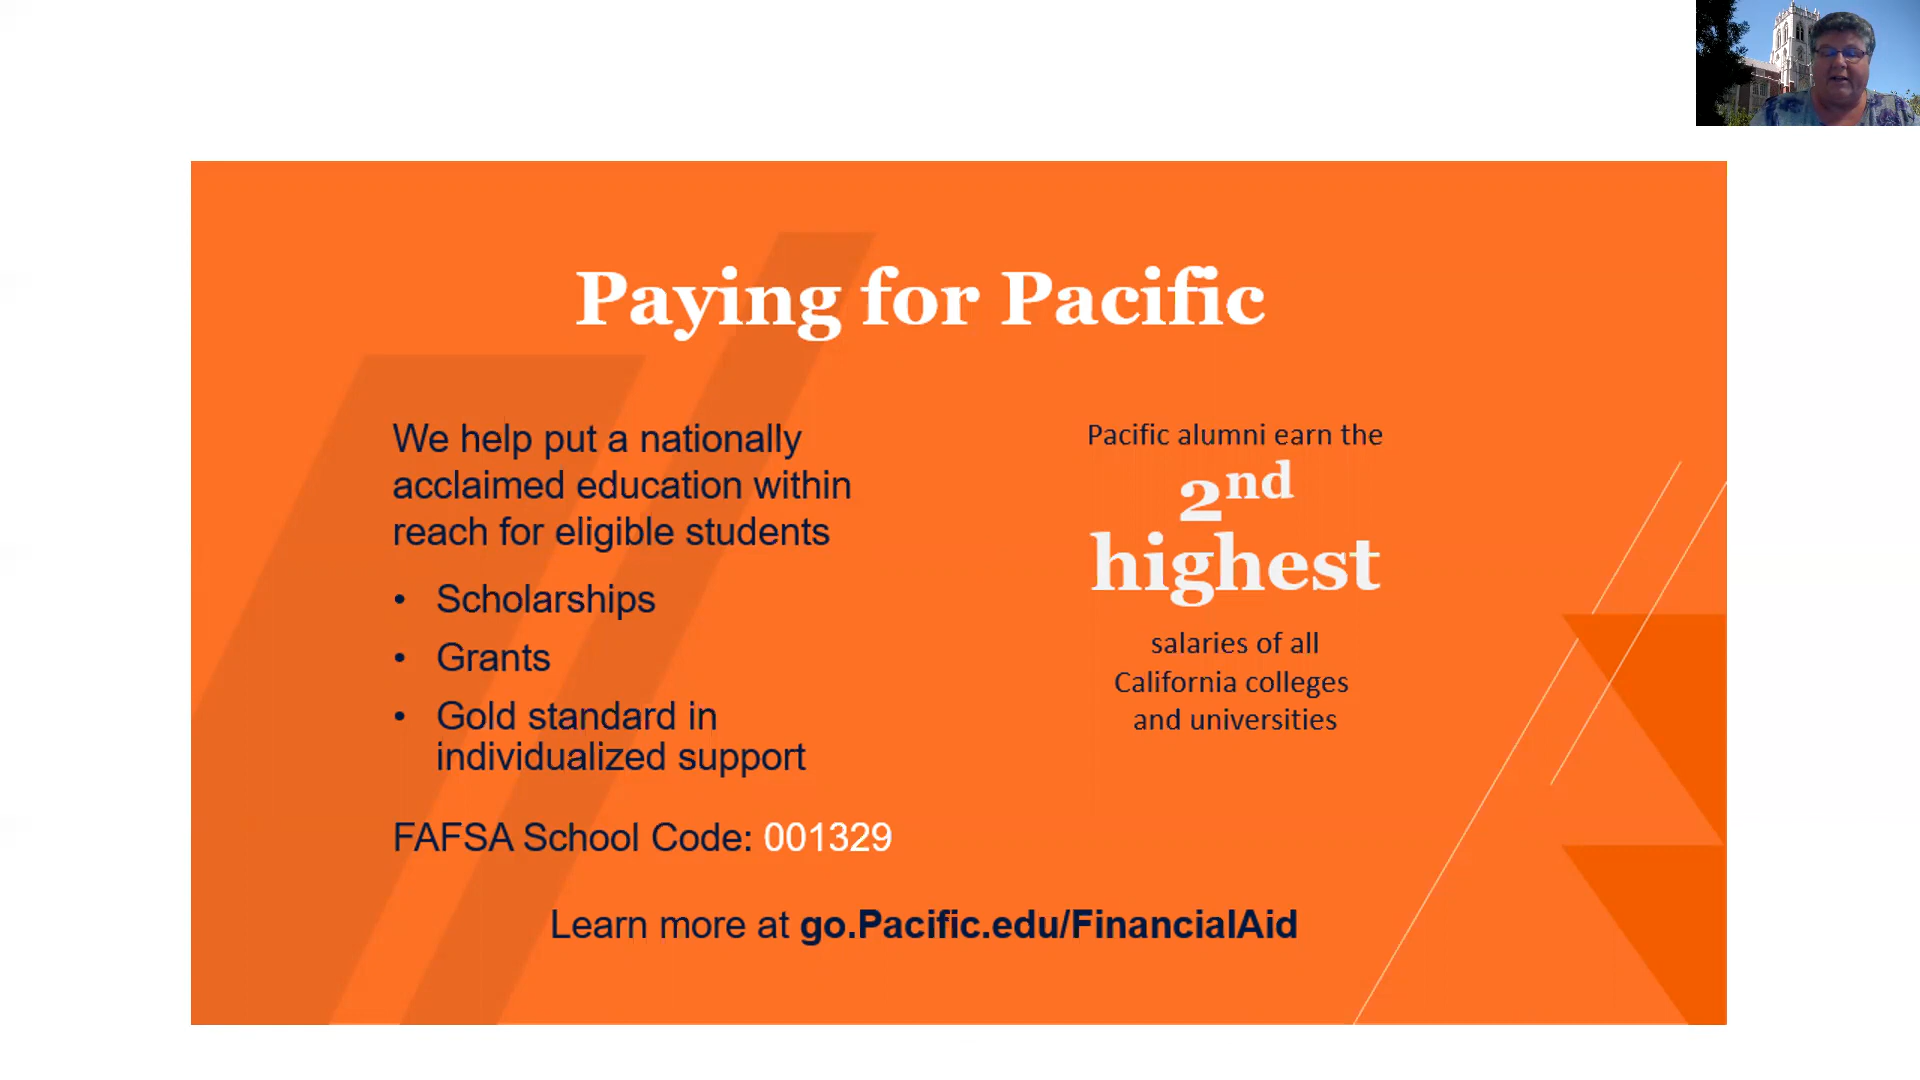 Paying for Pacific
We help put a nationally
acclaimed education within
reach for eligible students
• Scholarships
• Grants
• Gold standard in
individualized support
FAFSA School Code: 001329
Pacific alumni earn the
2nd
highest
salaries of all
California colleges
and universities
Learn more at go.Pacific.edu/FinancialAid